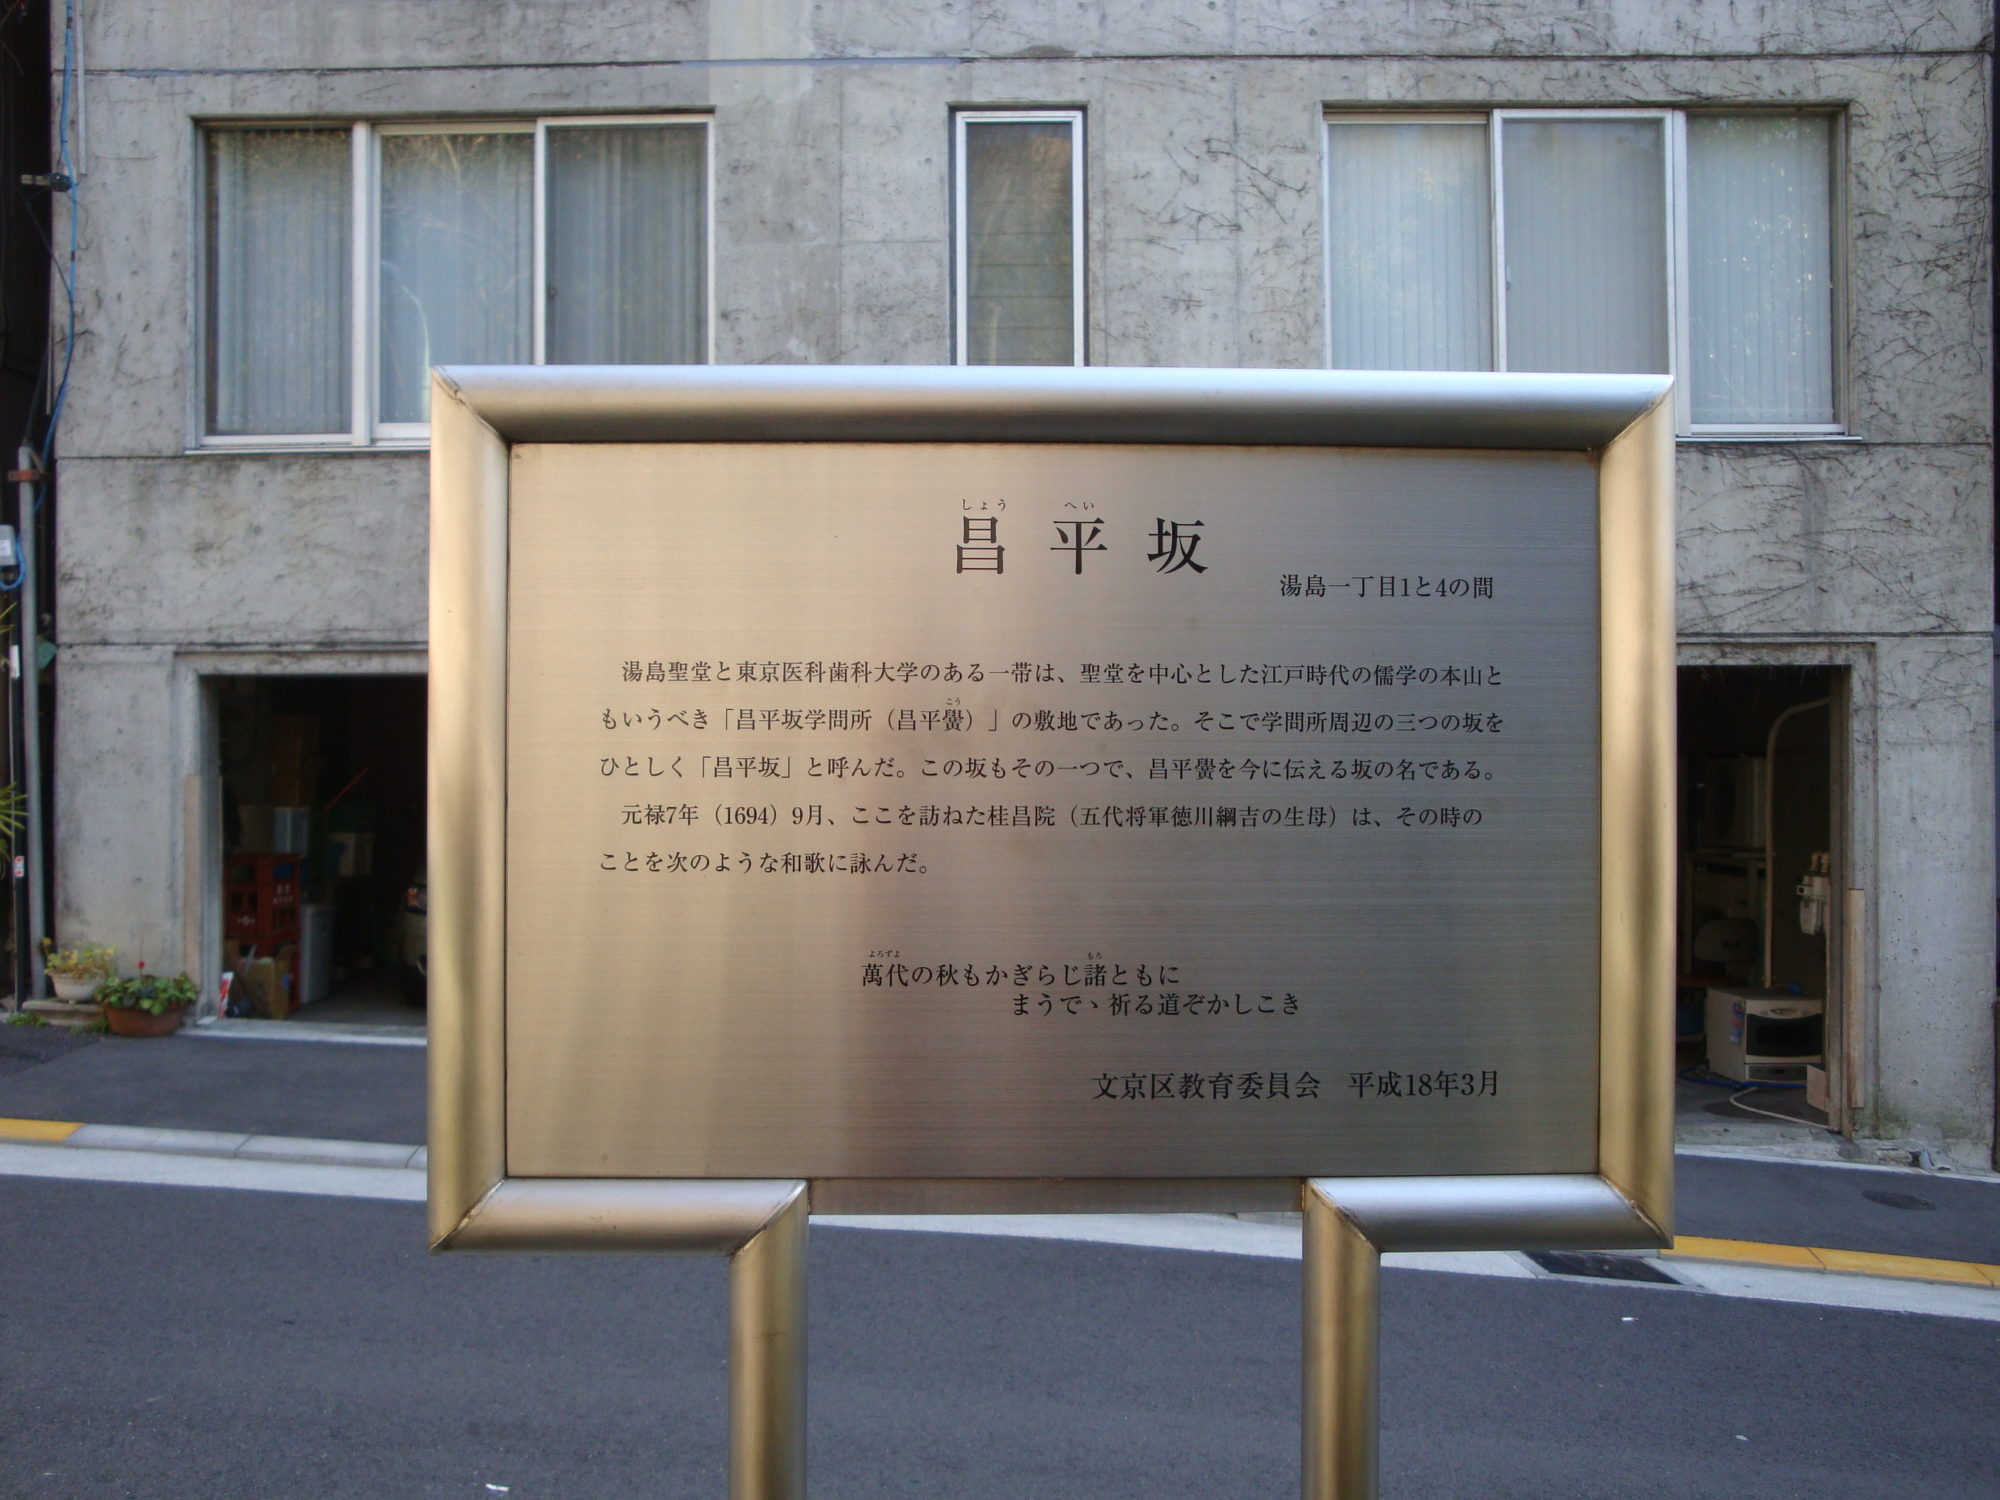 しょう へい
昌平坂
湯島一丁目1と4の間
湯島聖堂と東京医科歯科大学のある一帯は、聖堂を中心とした江戸時代の儒学の本山と
もいうべき「昌平坂学問所（昌平黌）」の敷地であった。そこで学問所周辺の三つの坂を
こう
ひとしく「昌平坂」と呼んだ。この坂もその一つで、昌平黌を今に伝える坂の名である。
元禄7年（1694）9月、ここを訪ねた桂昌院（五代将軍徳川綱吉の生母）は、その時の
ことを次のような和歌に詠んだ。
よろずよ もろ
萬代の秋もかぎらじ諸ともに
まうでゝ祈る道ぞかしこき
文京区教育委員会　平成18年3月